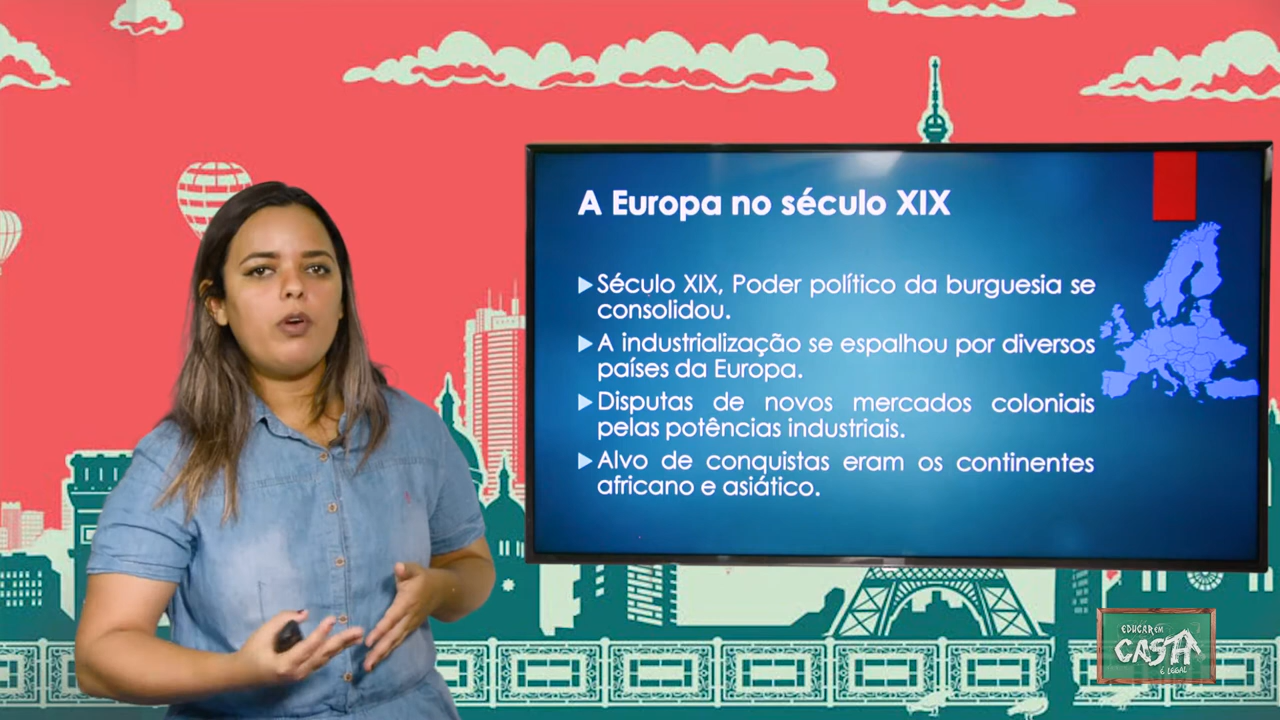 A Europa no século XIX
Século XIX, Poder político da burguesia se
consolidou.
A industrialização se espalhou por diversos
países da Europa.
Disputas de novos mercados coloniais
pelas potências industriais.
Alvo de conquistas eram os continentes
africano e asiático.
EDUCAR EM
CASA
É LEGAL